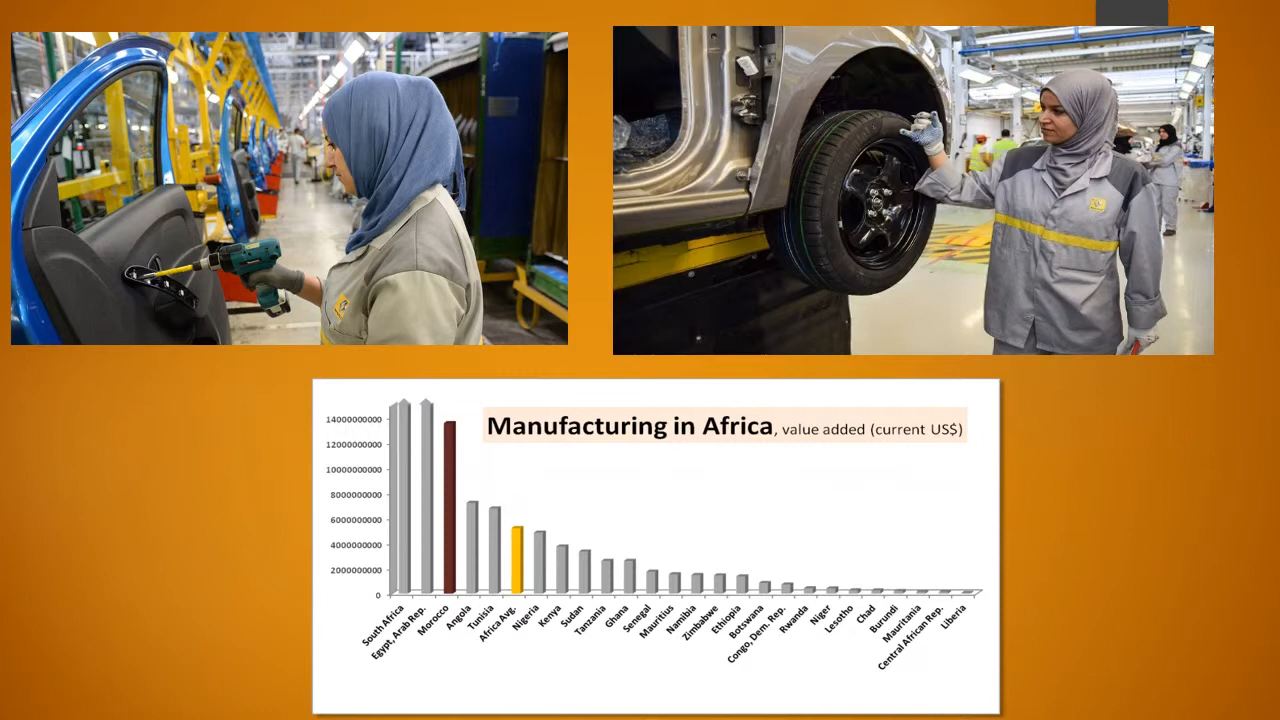 Manufacturing in Africa, value added (current US$)
14000000000
12000000000
10000000000
8000000000
6000000000
4000000000
2000000000
0
South Africa
Egypt, Arab Rep.
Morocco
Angola
Tunisia
Africa Avg.
Nigeria
Kenya
Sudan
Tanzania
Ghana
Senegal
Mauritius
Namibia
Zimbabwe
Ethiopia
Botswana
Congo, Dem. Rep.
Rwanda
Niger
Lesotho
Chad
Burundi
Mauritania
Central African Rep.
Liberia